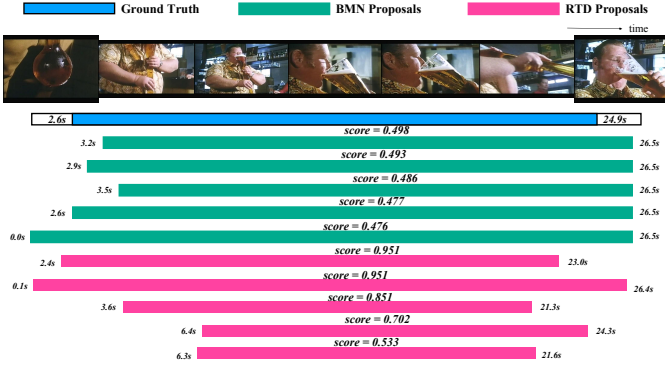 Ground Truth BMN Proposals RTD Proposals
time
2.6s 24.9s
score = 0.498
3.2s 26.5s
score = 0.493
2.9s 26.5s
score = 0.486
3.5s 26.5s
score = 0.477
2.6s 26.5s
score = 0.476
0.0s 26.5s
score = 0.951
2.4s 23.0s
score = 0.951
0.1s 26.4s
score = 0.851
3.6s 21.3s
score = 0.702
6.4s 24.3s
score = 0.533
6.3s 21.6s